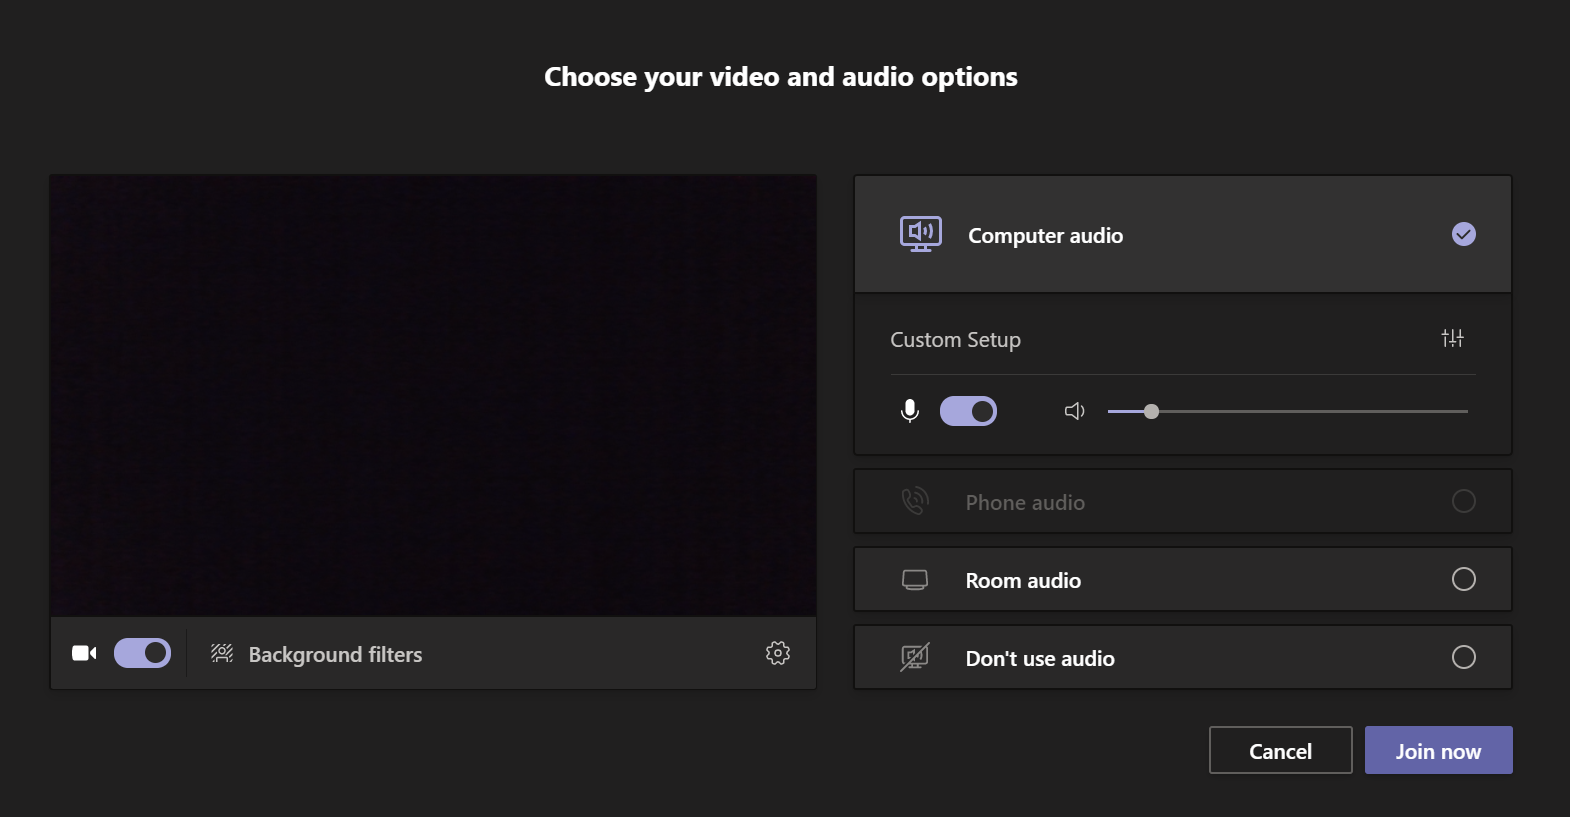 Choose your video and audio options
Computer audio
Custom Setup
Phone audio
Room audio
Don't use audio
Background filters
Cancel
Join now